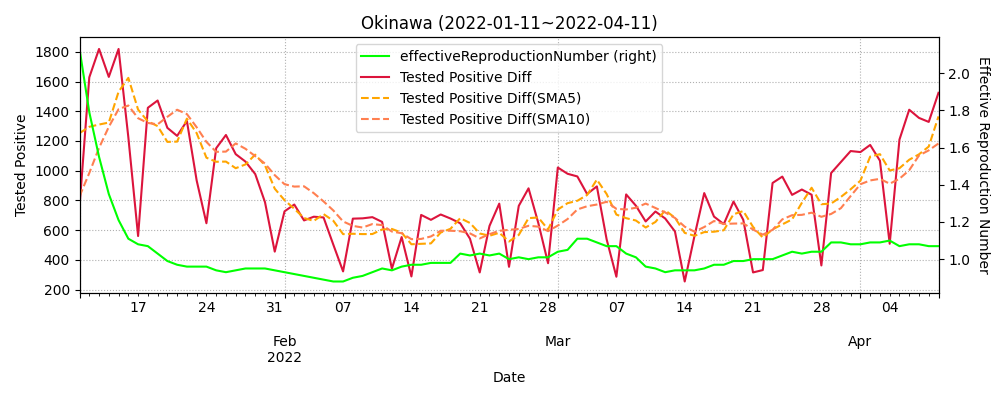 Okinawa (2022-01-11~2022-04-11)
effectiveReproductionNumber (right)
Tested Positive Diff
Tested Positive Diff(SMA5)
Tested Positive Diff(SMA10)
Tested Positive
1800
1600
1400
1200
1000
800
600
400
200
2.0
1.8
1.6
1.4
1.2
1.0
Effective Reproduction Number
17 24 31 07 14 21 28 07 14 21 28 04
Feb Mar Apr
2022
Date